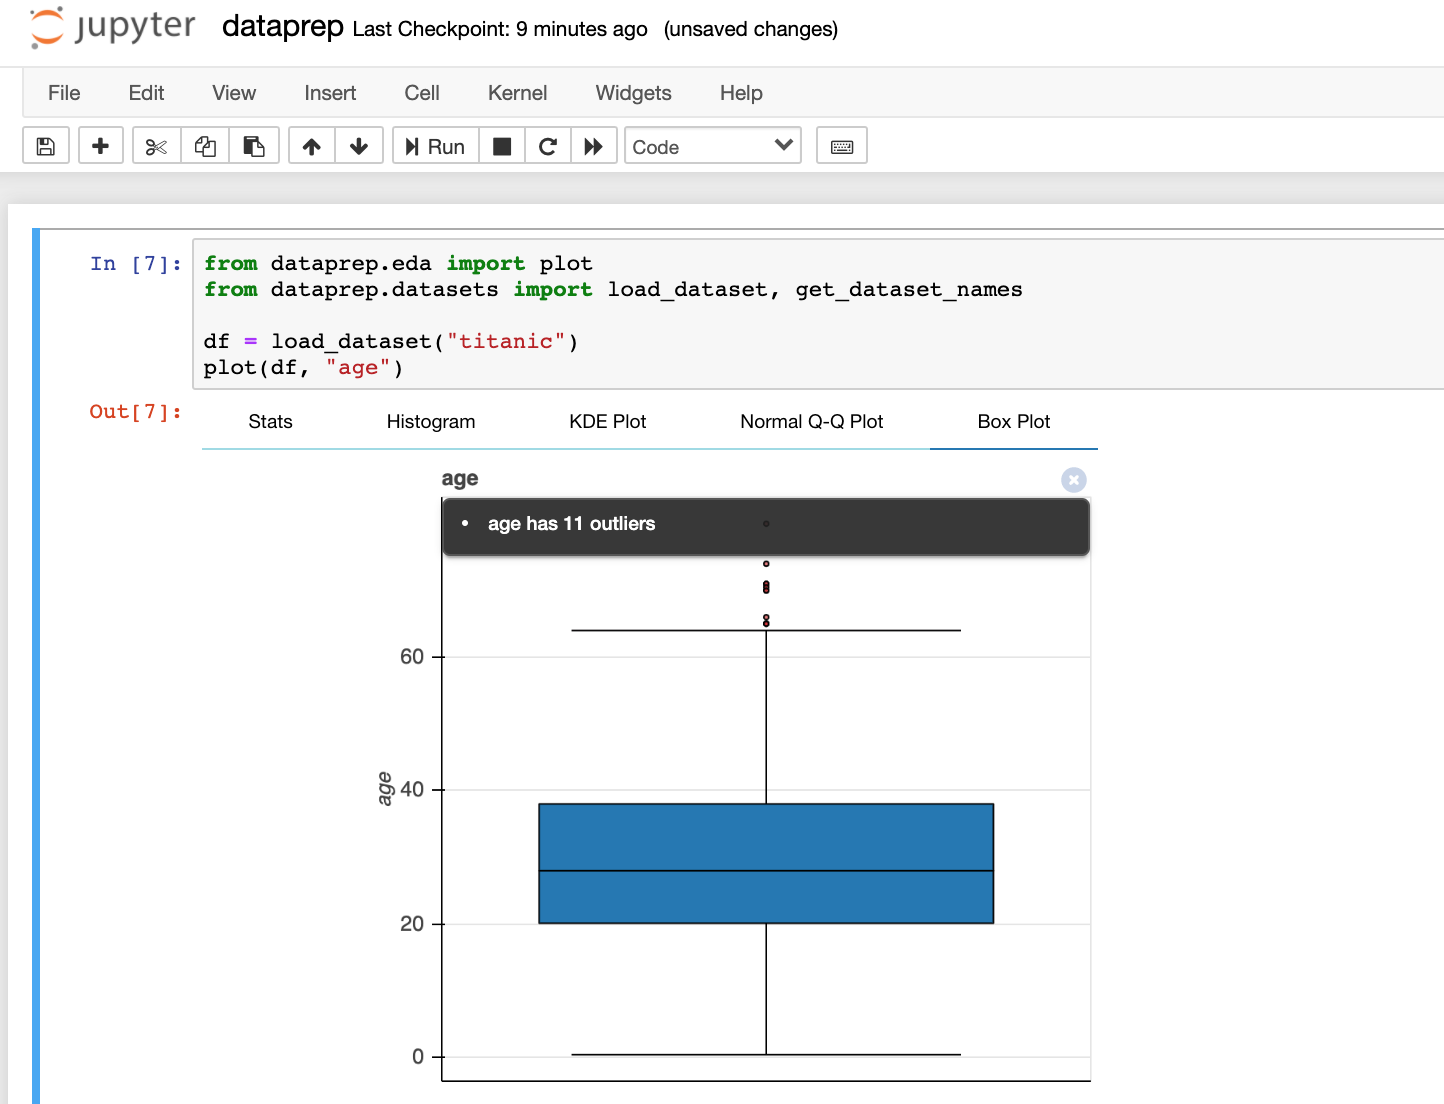 jupyter dataprep Last Checkpoint: 9 minutes ago (unsaved changes)
File Edit View Insert Cell Kernel Widgets Help
Run Code
In [7]: from dataprep.eda import plot
from dataprep.datasets import load_dataset, get_dataset_names
df = load_dataset("titanic")
plot(df, "age")
Out[7]: Stats Histogram KDE Plot Normal Q-Q Plot Box Plot
age
• age has 11 outliers
60
age 40
20
0